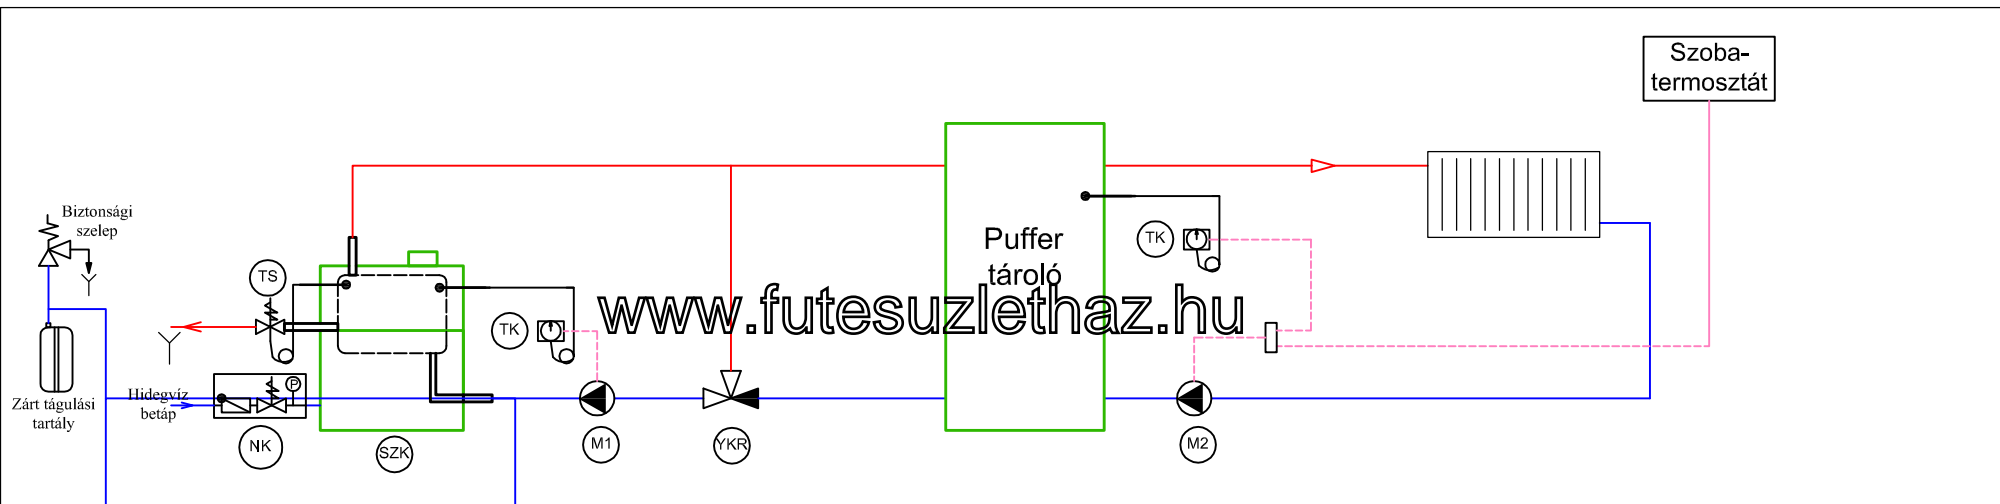 Szoba-
termosztát
Biztonsági
szelep
Puffer
tároló
TK
TS
www.futesuzlethaz.hu
TK
P
Zárt tágulási
tartály
Hidegvíz
betáp
NK
SZK
M1
YKR
M2